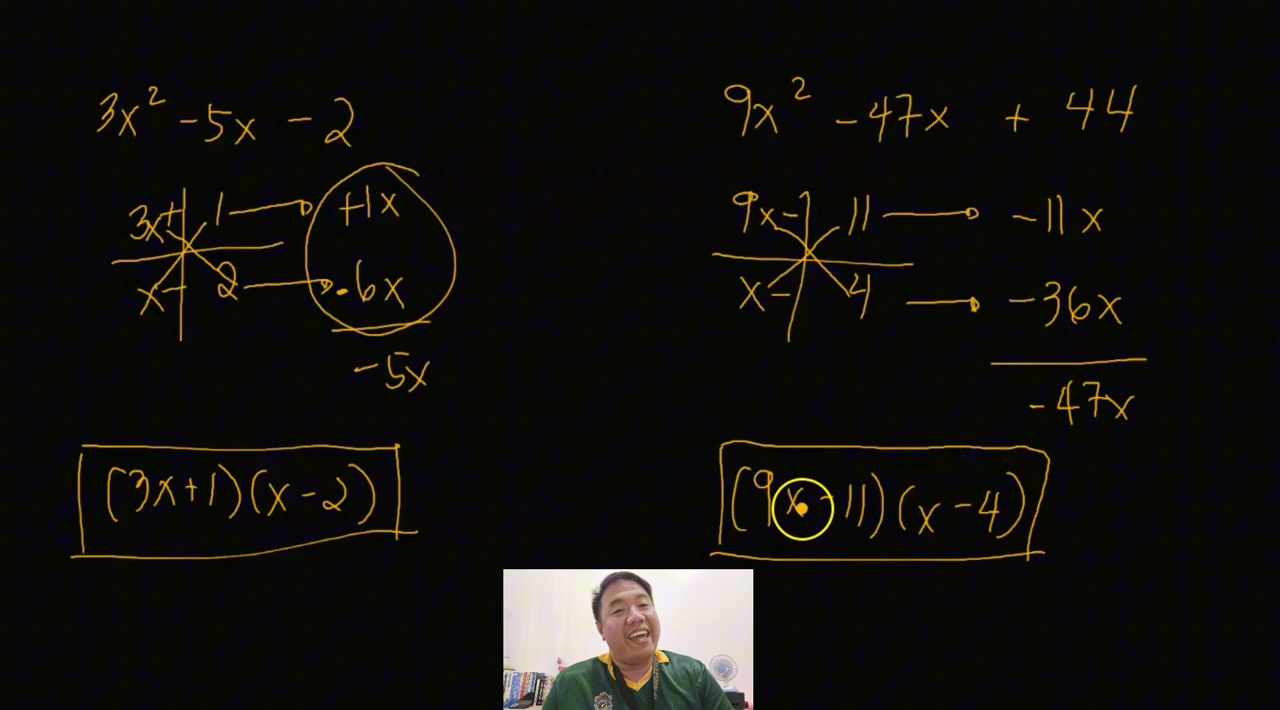 3x² - 5x - 2
3x + 1 → +1x
x - 2 → -6x
-5x
(3x+1)(x-2)
9x² - 47x + 44
9x - 11 → -11x
x - 4 → -36x
-47x
(9x-11)(x-4)